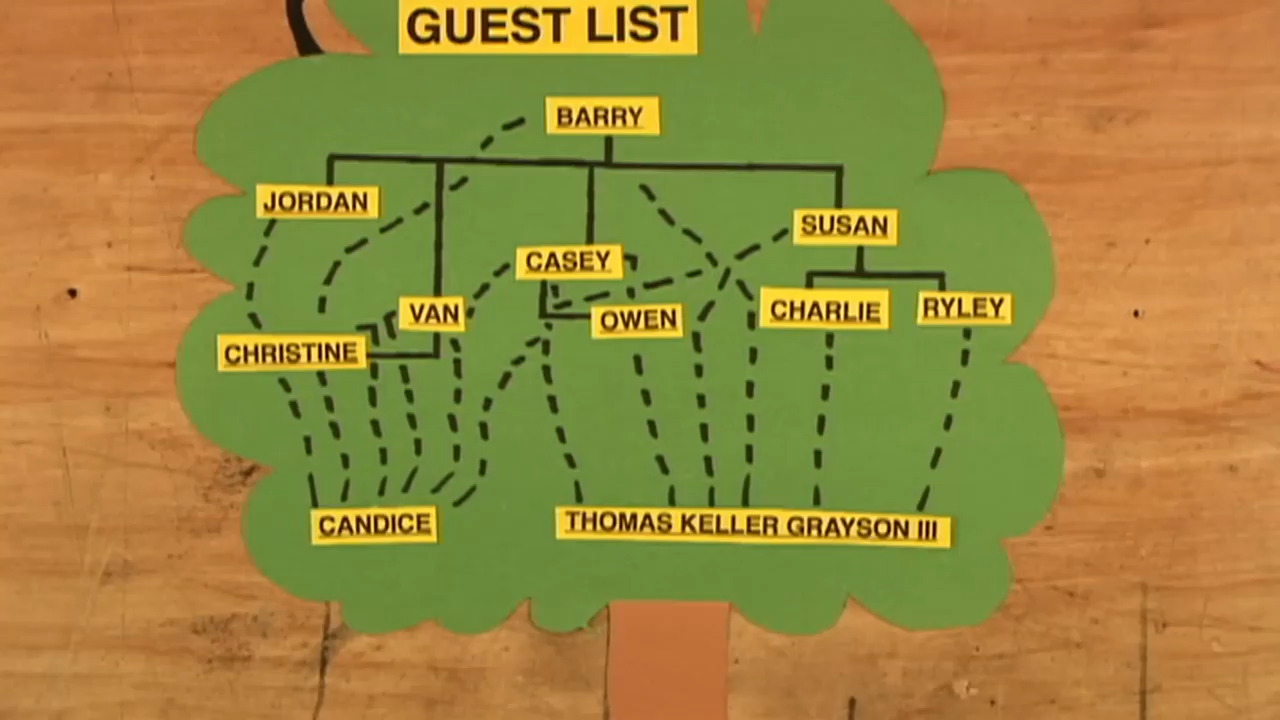 GUEST LIST
BARRY
JORDAN
SUSAN
CASEY
VAN
OWEN
CHARLIE
RYLEY
CHRISTINE
CANDICE
THOMAS KELLER GRAYSON III